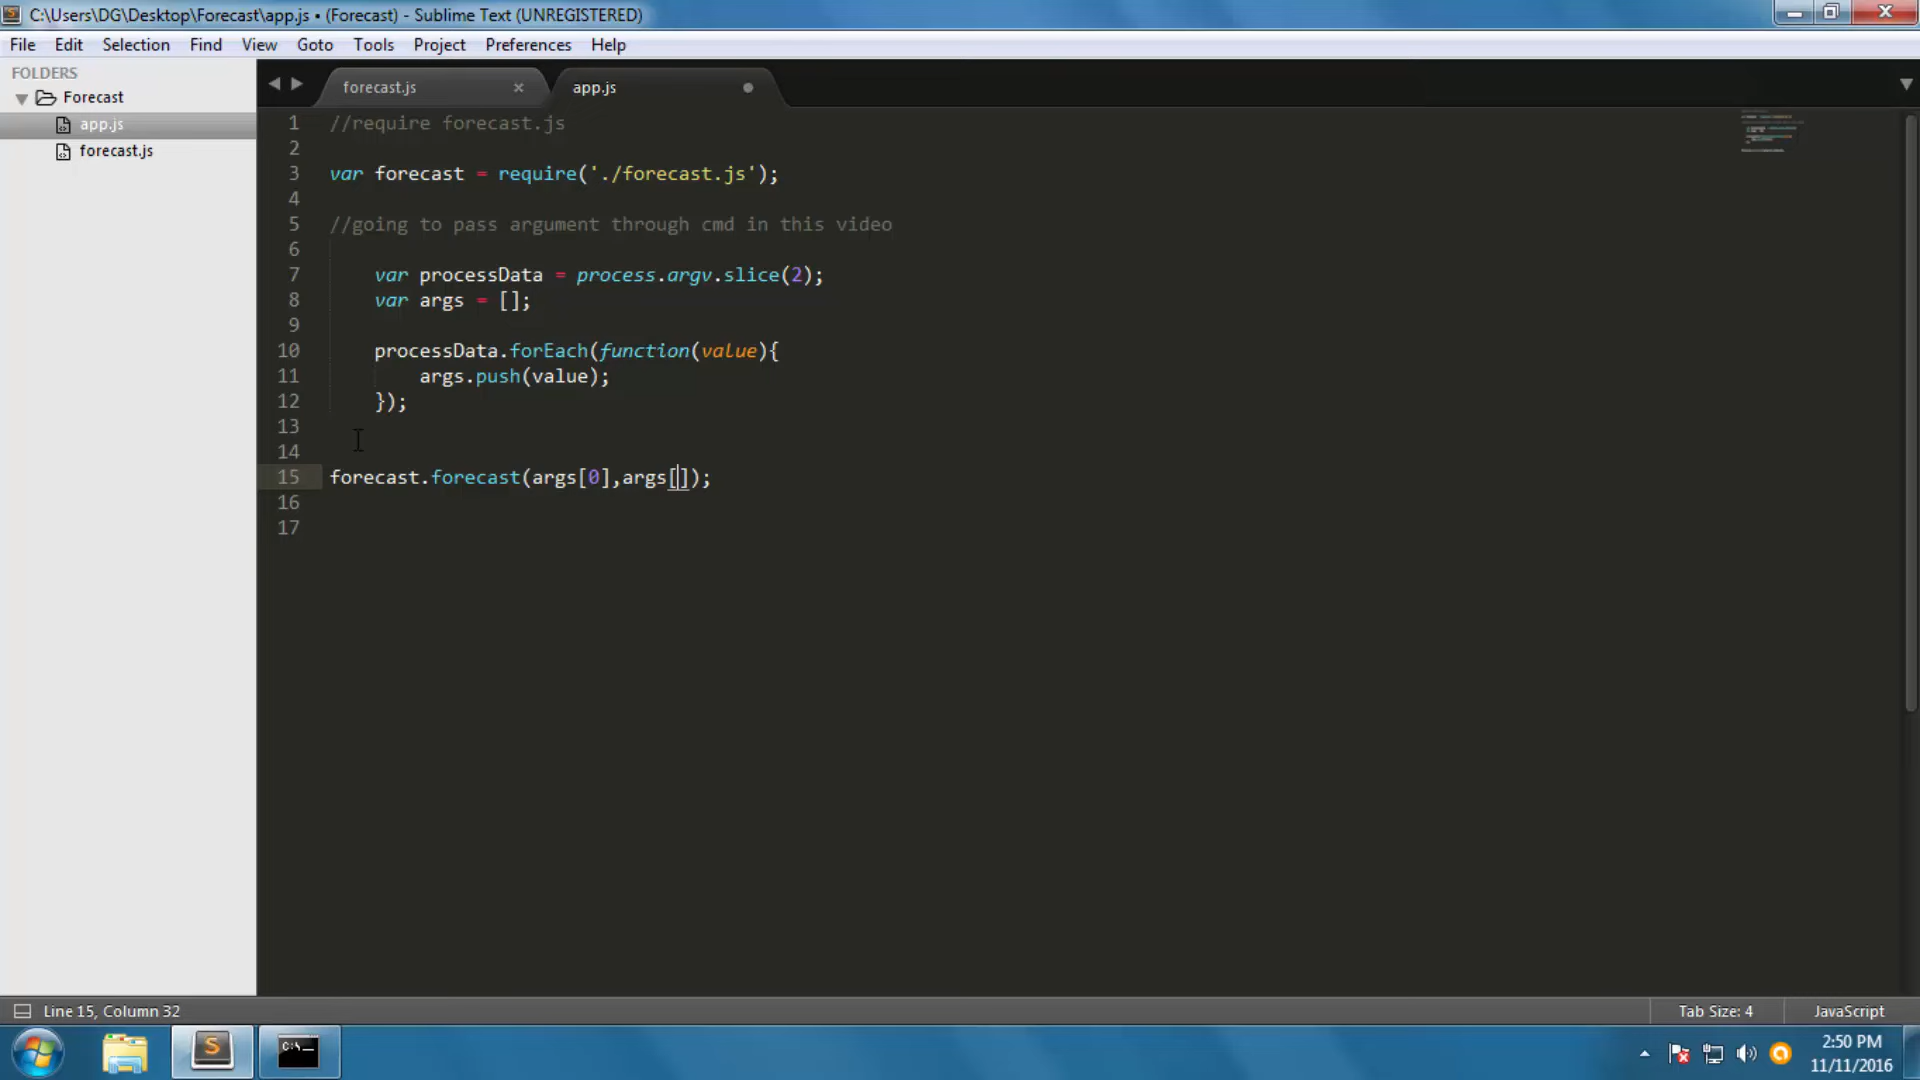 C:\Users\DG\Desktop\Forecast\app.js • (Forecast) - Sublime Text (UNREGISTERED)
File Edit Selection Find View Goto Tools Project Preferences Help
FOLDERS
Forecast
app.js
forecast.js
forecast.js × app.js
1 //require forecast.js
2
3 var forecast = require('./forecast.js');
4
5 //going to pass argument through cmd in this video
6
7 var processData = process.argv.slice(2);
8 var args = [];
9
10 processData.forEach(function(value){
11 args.push(value);
12 });
13
14
15 forecast.forecast(args[0],args[]);
16
17
Line 15, Column 32
Tab Size: 4 JavaScript
C:\.
2:50 PM
11/11/2016